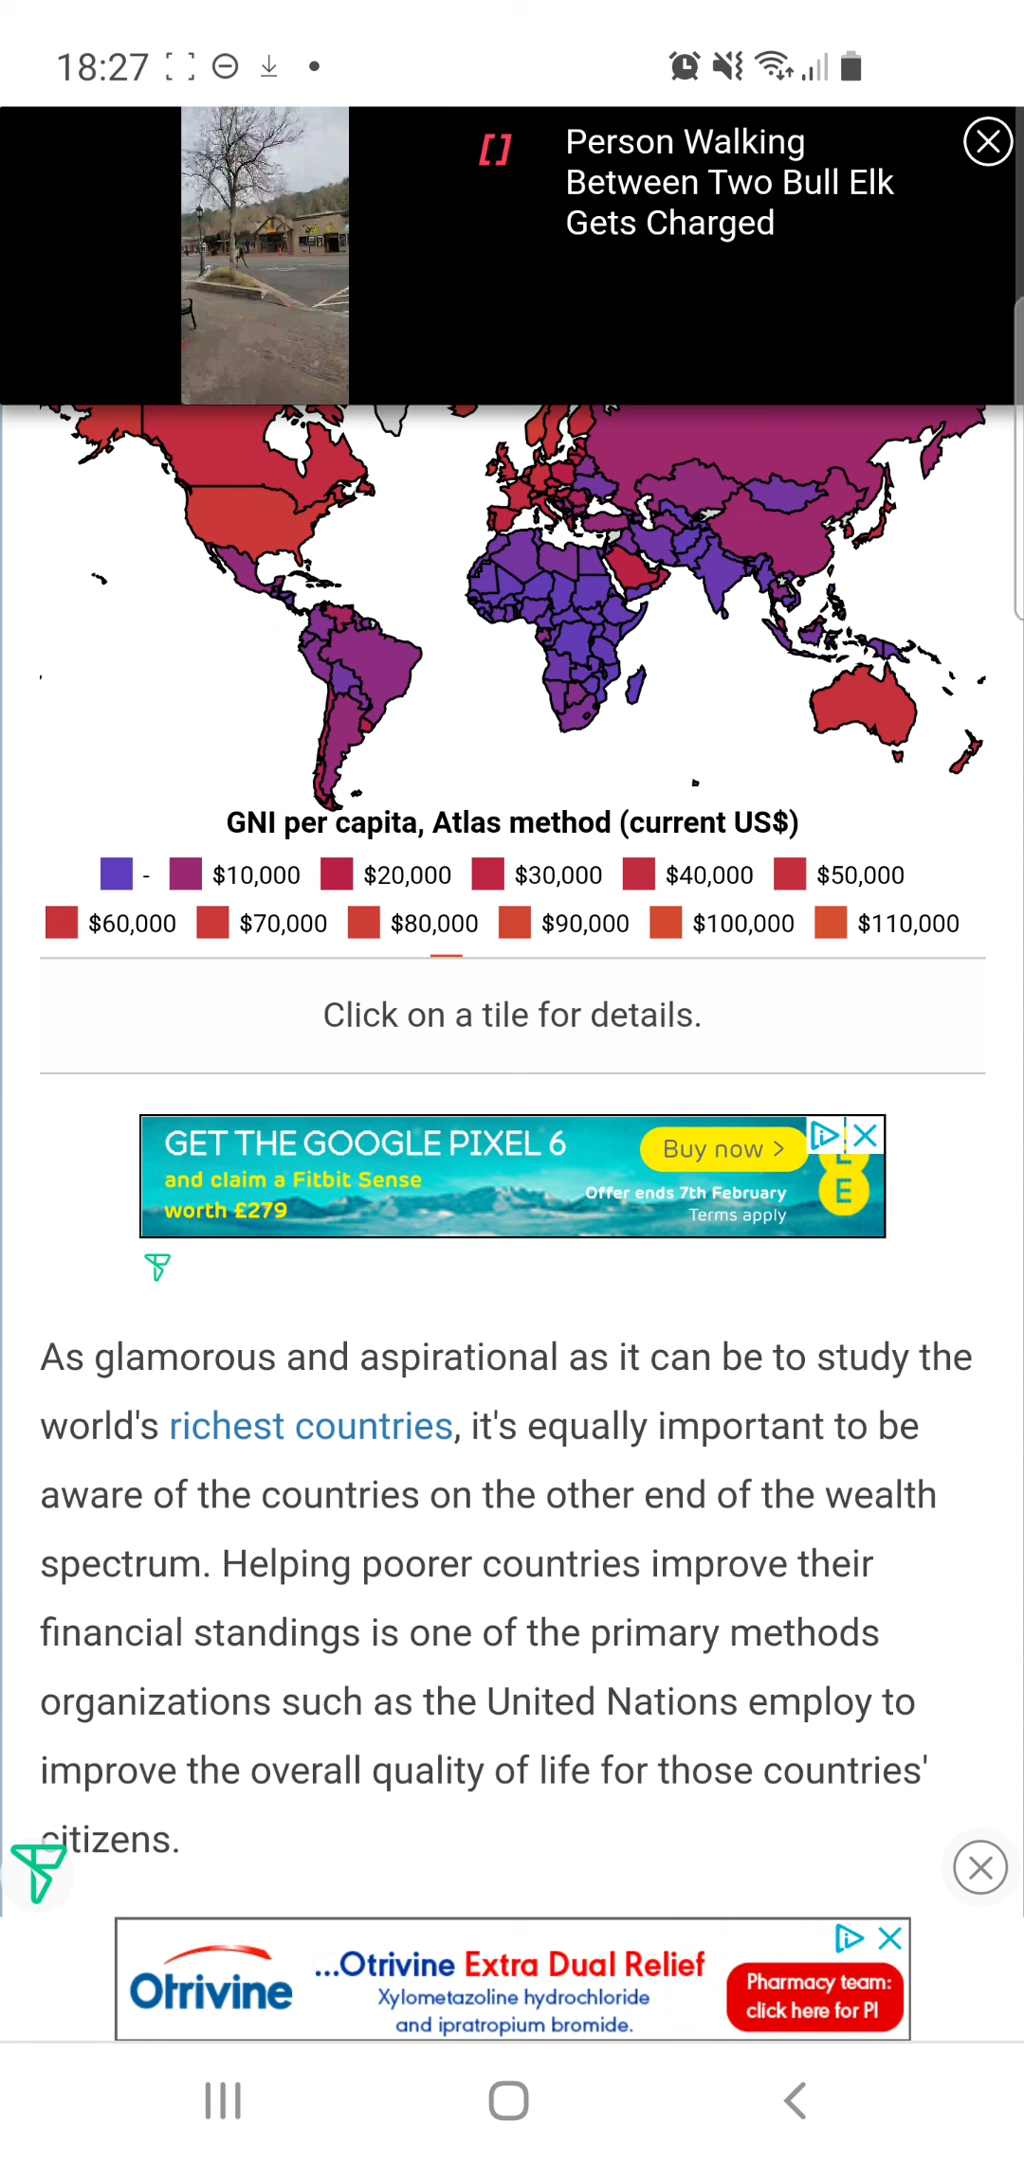 18:27
Person Walking
Between Two Bull Elk
Gets Charged
GNI per capita, Atlas method (current US$)
- $10,000 $20,000 $30,000 $40,000 $50,000
$60,000 $70,000 $80,000 $90,000 $100,000 $110,000
Click on a tile for details.
GET THE GOOGLE PIXEL 6
and claim a Fitbit Sense
worth £279
Buy now >
Offer ends 7th February
Terms apply
E
E
As glamorous and aspirational as it can be to study the
world's richest countries, it's equally important to be
aware of the countries on the other end of the wealth
spectrum. Helping poorer countries improve their
financial standings is one of the primary methods
organizations such as the United Nations employ to
improve the overall quality of life for those countries'
citizens.
Otrivine
...Otrivine Extra Dual Relief
Xylometazoline hydrochloride
and ipratropium bromide.
Pharmacy team:
click here for PI